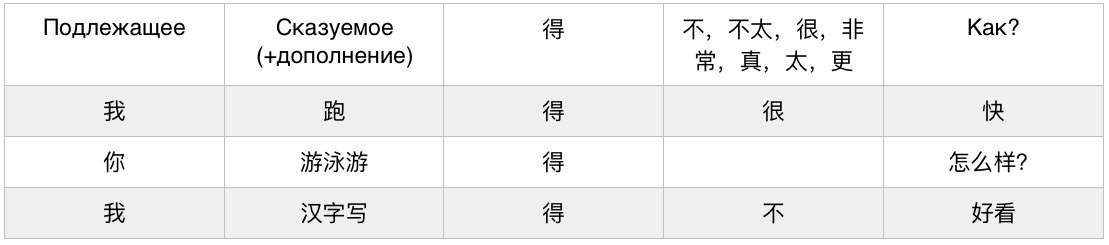 Подлежащее
Сказуемое
(+дополнение)
得
不，不太，很，非
常，真，太，更
Как?
我
跑
得
很
快
你
游泳游
得
怎么样?
我
汉字写
得
不
好看